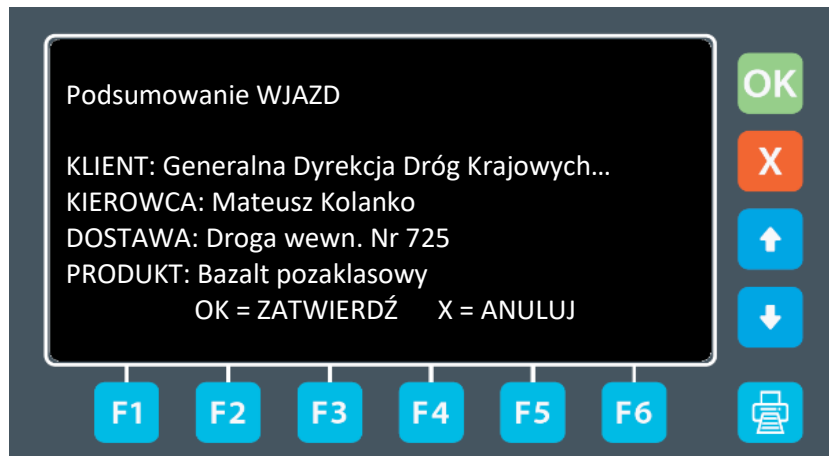 Podsumowanie WJAZD
KLIENT: Generalna Dyrekcja Dróg Krajowych...
KIEROWCA: Mateusz Kolanko
DOSTAWA: Droga wewn. Nr 725
PRODUKT: Bazalt pozaklasowy
OK = ZATWIERDŹ X = ANULUJ
OK
X
F1 F2 F3 F4 F5 F6